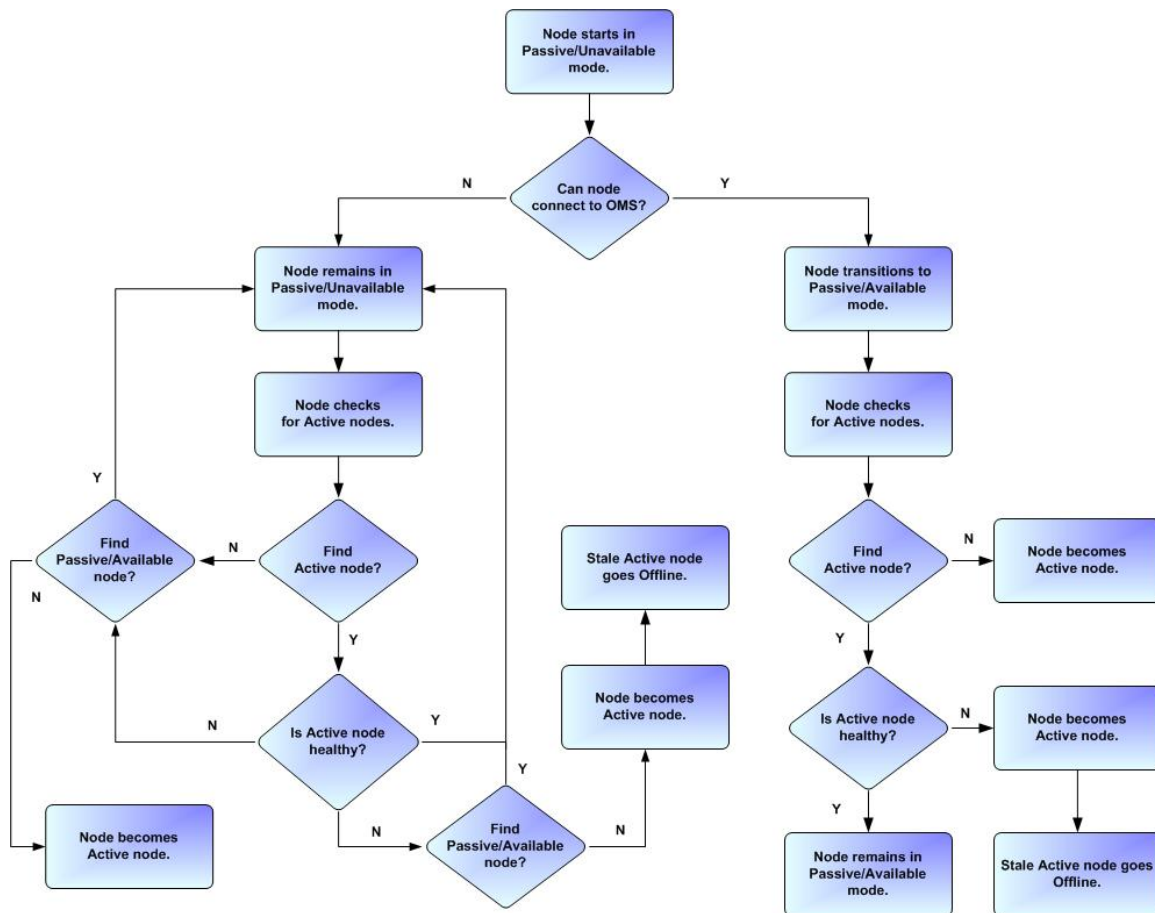 Node starts in
Passive/Unavailable
mode.
N
Y
Can node
connect to OMS?
Node remains in
Passive/Unavailable
mode.
Node transitions to
Passive/Available
mode.
Node checks
for Active nodes.
Node checks
for Active nodes.
Y
Find
Passive/Available
node?
N
Find
Active node?
Stale Active node
goes Offline.
Find
Active node?
N
Node becomes
Active node.
N
Y
Y
N
Is Active node
healthy?
Y
Node becomes
Active node.
Is Active node
healthy?
N
Node becomes
Active node.
Y
Y
Node becomes
Active node.
N
Find
Passive/Available
node?
N
Node remains in
Passive/Available
mode.
Stale Active node goes
Offline.